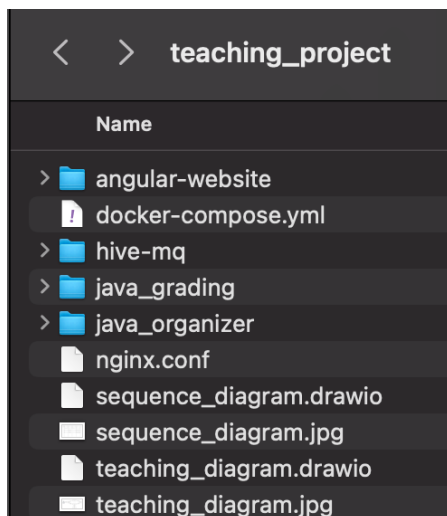 teaching_project
Name
angular-website
docker-compose.yml
hive-mq
java_grading
java_organizer
nginx.conf
sequence_diagram.drawio
sequence_diagram.jpg
teaching_diagram.drawio
teaching_diagram.jpg